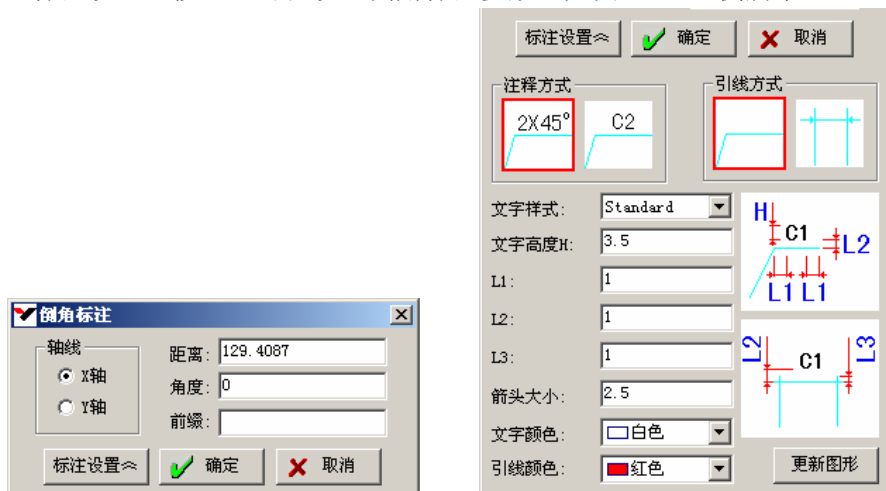 标注设置 确定 取消
注释方式 引线方式
2X45° C2
文字样式: Standard
文字高度H: 3.5
L1: 1
L2: 1
L3: 1
箭头大小: 2.5
文字颜色: 白色
引线颜色: 红色
H
C1
L2
L1 L1
L2
C1
L3
更新图形
倒角标注
轴线
X轴
Y轴
距离: 129.4087
角度: 0
前缀:
标注设置 确定 取消